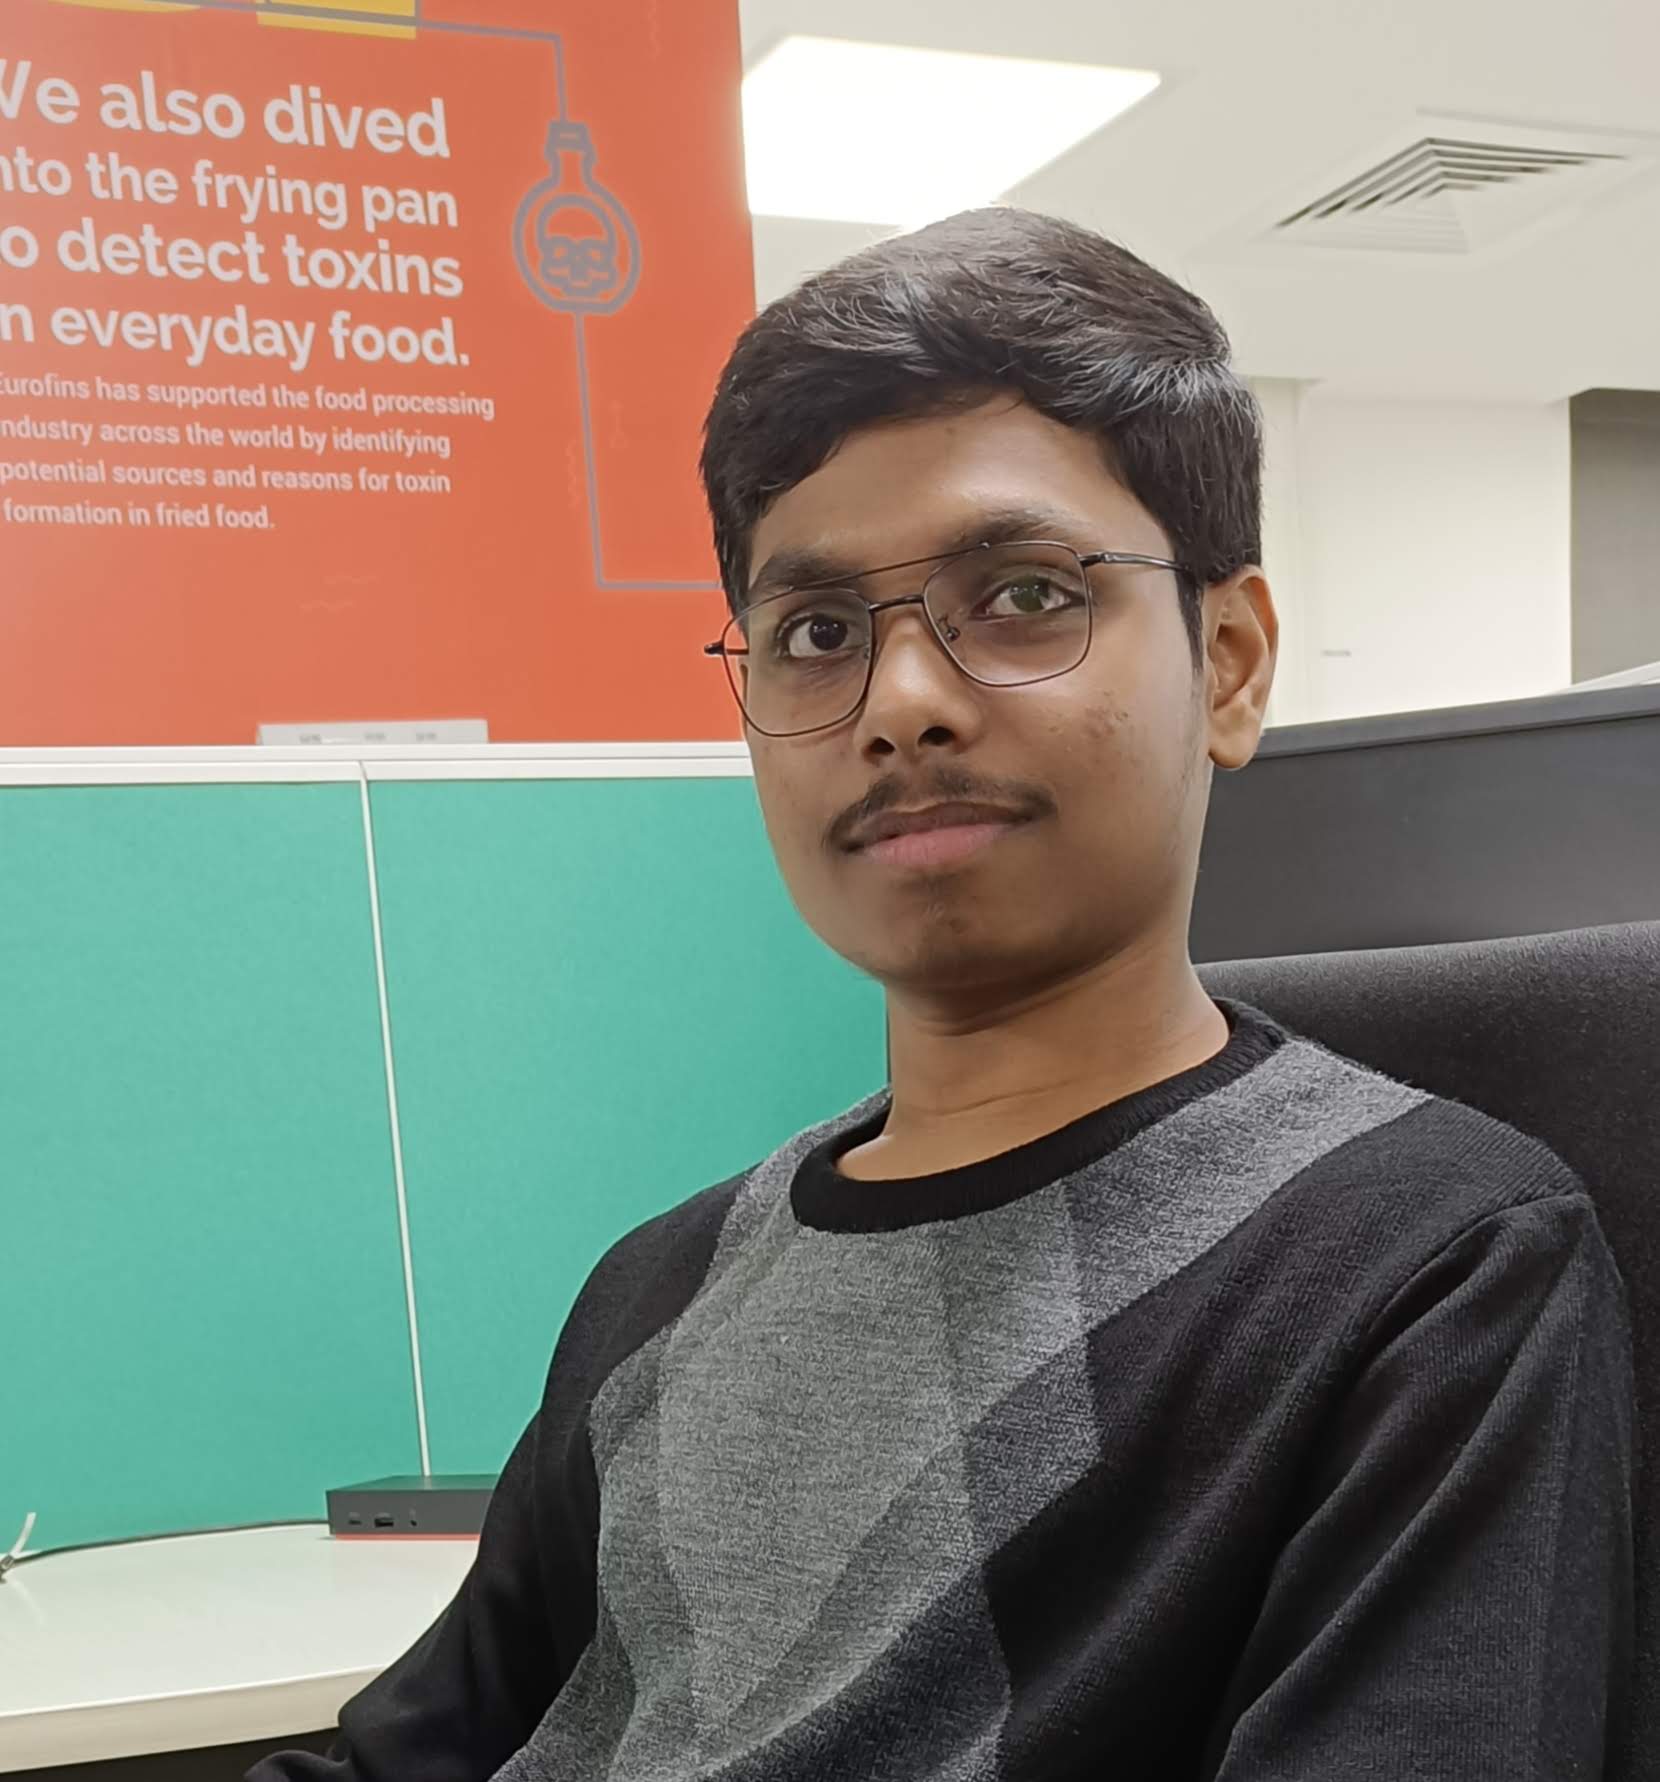 We also dived
nto the frying pan
o detect toxins
n everyday food.
Eurofins has supported the food processing
ndustry across the world by identifying
potential sources and reasons for toxin
formation in fried food.